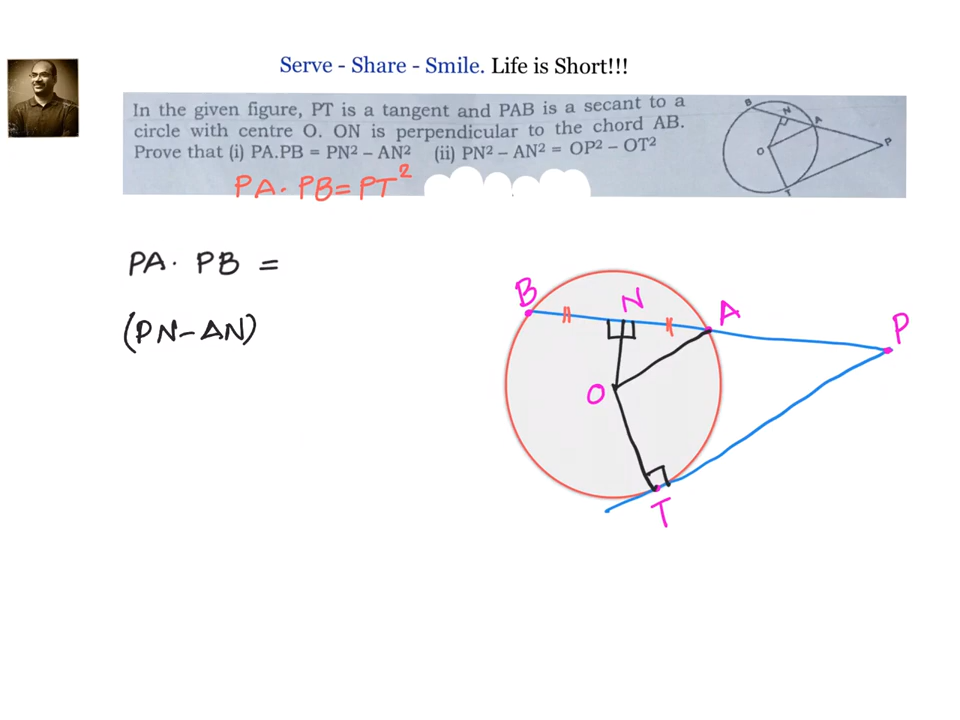 Serve - Share - Smile. Life is Short!!!
In the given figure, PT is a tangent and PAB is a secant to a
circle with centre O. ON is perpendicular to the chord AB.
Prove that (i) PA.PB = PN² – AN² (ii) PN² – AN² = OP² – OT²
PA. PB = PT²
B
N
A
O
P
T
PA. PB =
(PN – AN)
B
N
A
P
O
T